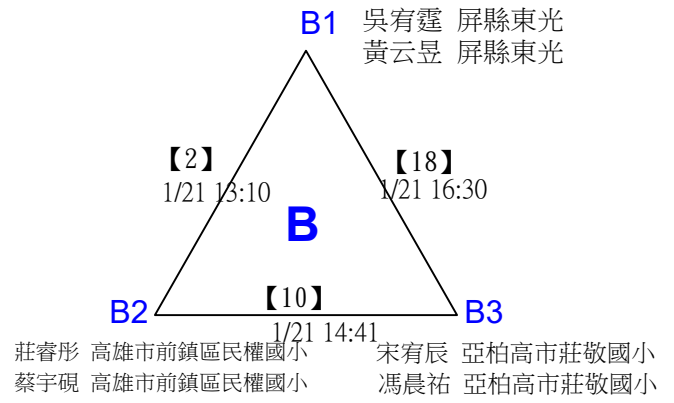 B1
吳宥霆 屏縣東光
黃云昱 屏縣東光
【2】
1/21 13:10
【18】
1/21 16:30
B
B2
【10】
1/21 14:41
B3
莊睿彤 高雄市前鎮區民權國小
蔡宇硯 高雄市前鎮區民權國小
宋宥辰 亞柏高市莊敬國小
馮晨祐 亞柏高市莊敬國小